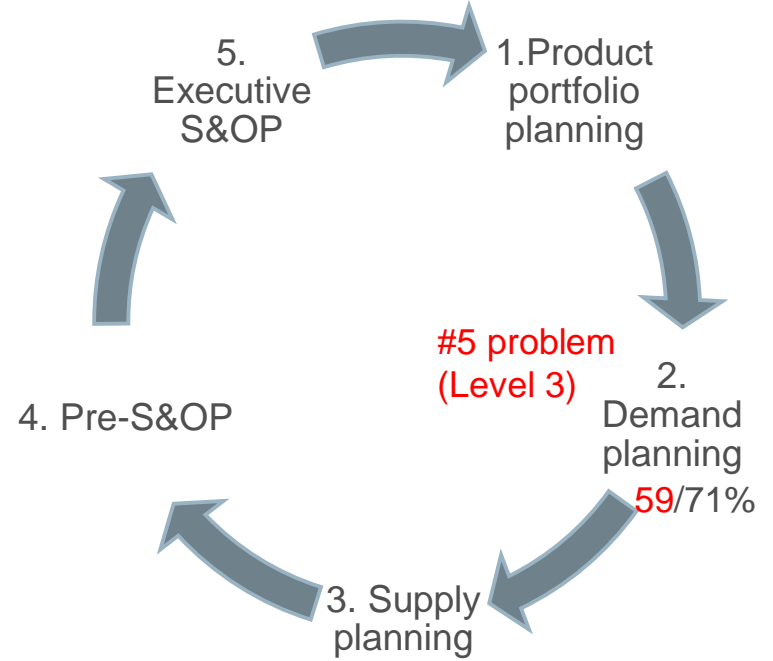 1.Product
portfolio
planning
#5 problem
(Level 3)
2.
Demand
planning
59/71%
3. Supply
planning
4. Pre-S&OP
5.
Executive
S&OP